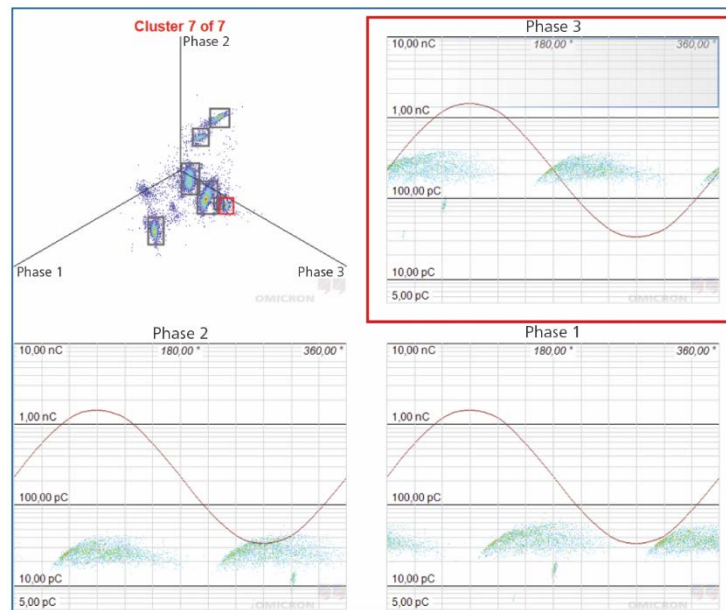 Cluster 7 of 7
Phase 2
Phase 1
Phase 3
OMICRON
Phase 3
10,00 nC
180,00 °
360,00 °
1,00 nC
100,00 pC
10,00 pC
5,00 pC
OMICRON
Phase 2
10,00 nC
180,00 °
360,00 °
1,00 nC
100,00 pC
10,00 pC
5,00 pC
OMICRON
Phase 1
10,00 nC
180,00 °
360,00 °
1,00 nC
100,00 pC
10,00 pC
5,00 pC
OMICRON